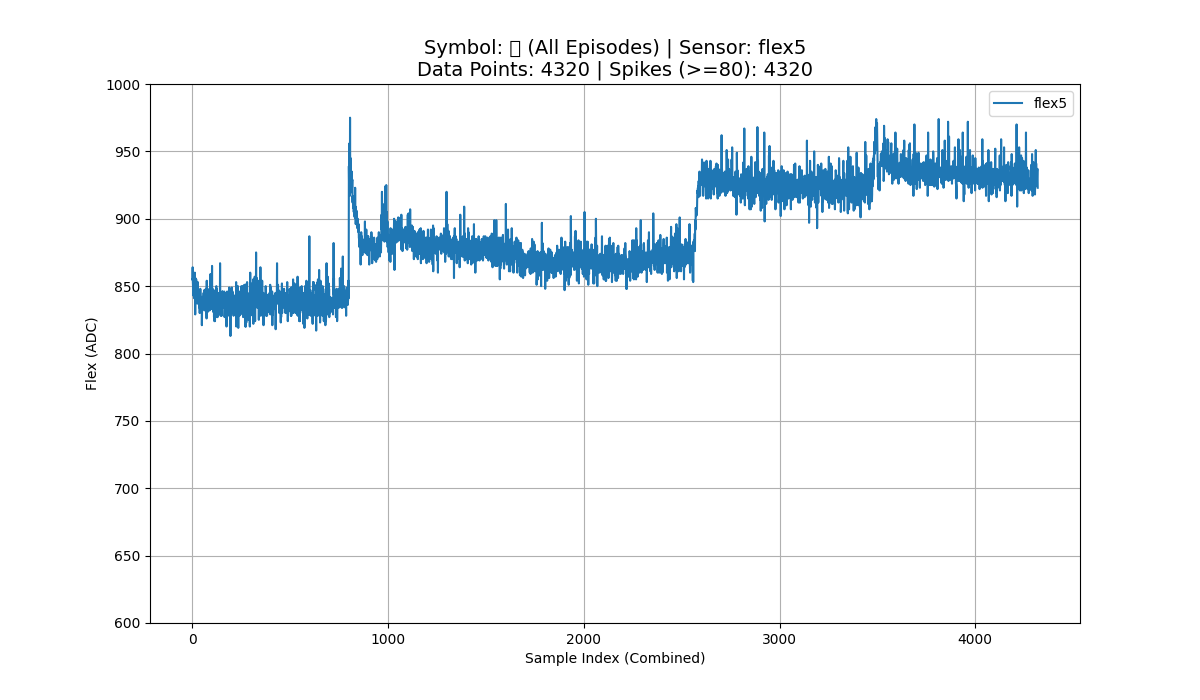 Symbol: (All Episodes) | Sensor: flex5
Data Points: 4320 | Spikes (>=80): 4320
flex5
1000
950
900
850
800
750
700
650
600
Flex (ADC)
0 1000 2000 3000 4000
Sample Index (Combined)